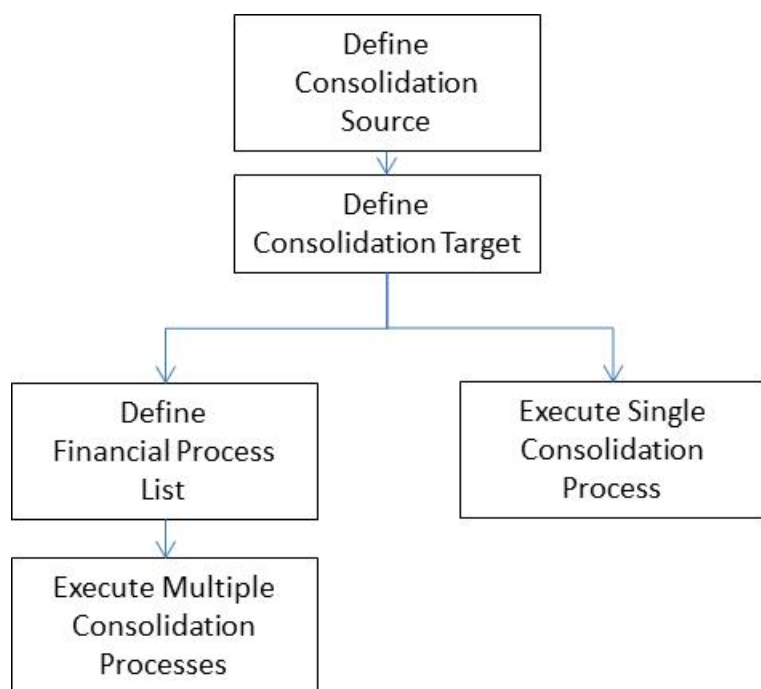 Define
Consolidation
Source
Define
Consolidation Target
Define
Financial Process
List
Execute Single
Consolidation
Process
Execute Multiple
Consolidation
Processes